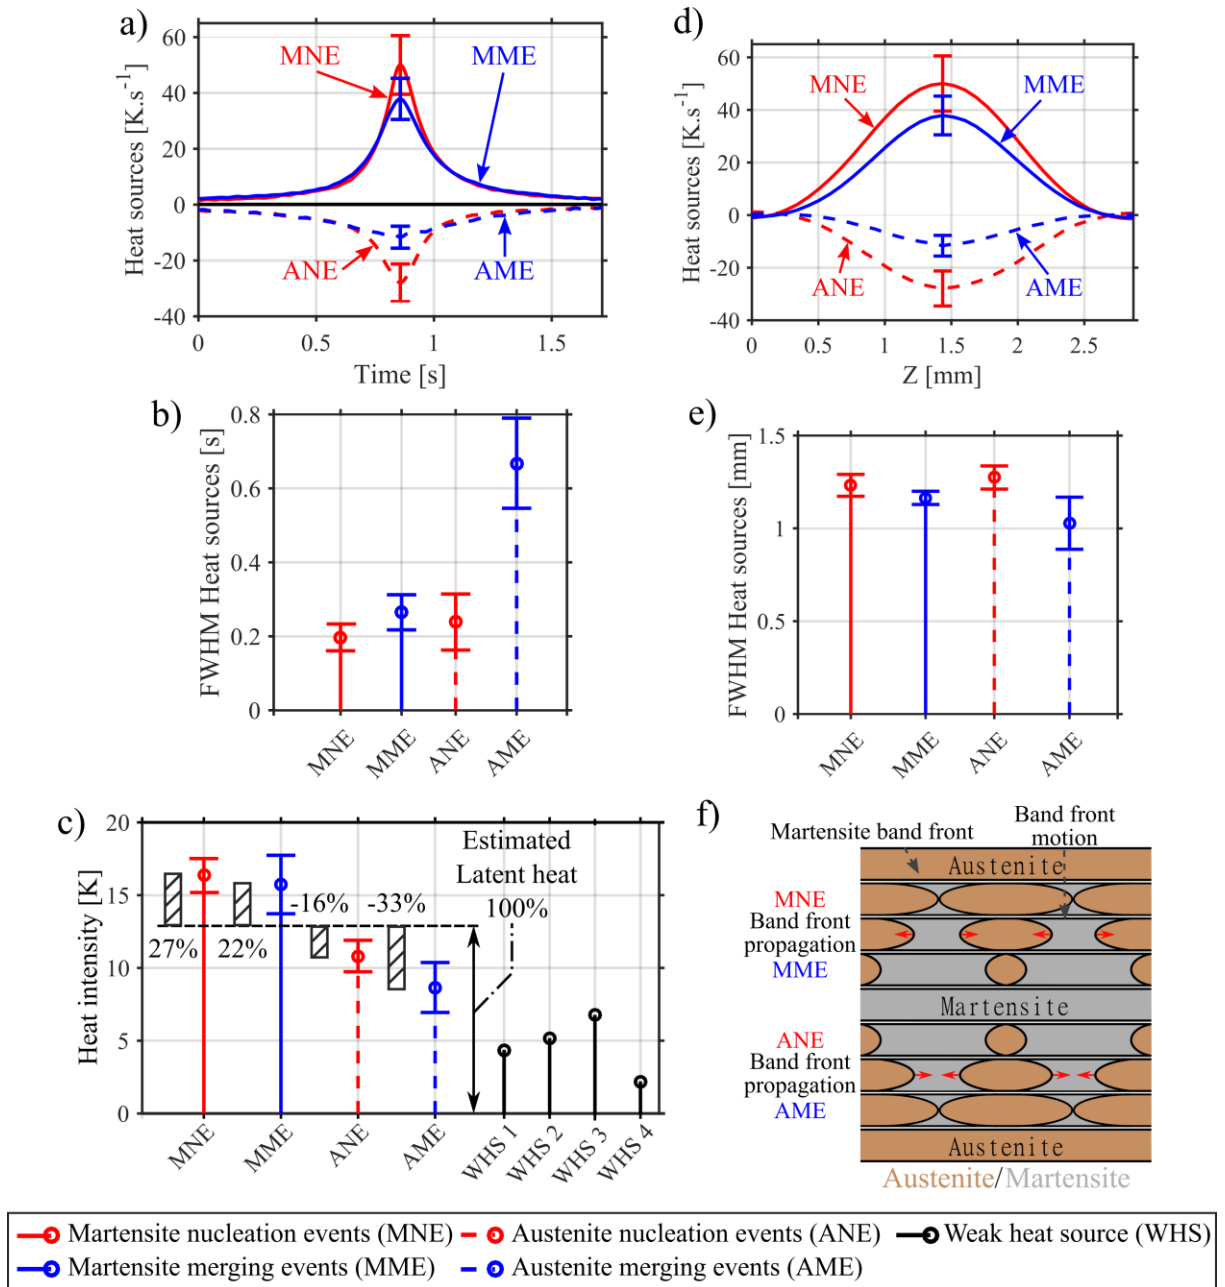 a)
Heat sources [K.s⁻¹]
60
40
20
0
-20
-40
MNE
MME
ANE
AME
0
0.5
1
1.5
Time [s]
d)
Heat sources [K.s⁻¹]
60
40
20
0
-20
-40
MNE
MME
ANE
AME
0
0.5
1
1.5
2
2.5
Z [mm]
b)
FWHM Heat sources [s]
0.8
0.6
0.4
0.2
0
MNE
MME
ANE
AME
e)
FWHM Heat sources [mm]
1.5
1
0.5
0
MNE
MME
ANE
AME
c)
Heat intensity [K]
20
15
10
5
0
27%
22%
-16%
-33%
Estimated
Latent heat
100%
MNE
MME
ANE
AME
WHS 1
WHS 2
WHS 3
WHS 4
f)
Martensite band front
Band front
motion
Austenite
MNE
Band front
propagation
MME
Martensite
ANE
Band front
propagation
AME
Austenite
Austenite/Martensite
Martensite nucleation events (MNE)
Austenite nucleation events (ANE)
Weak heat source (WHS)
Martensite merging events (MME)
Austenite merging events (AME)